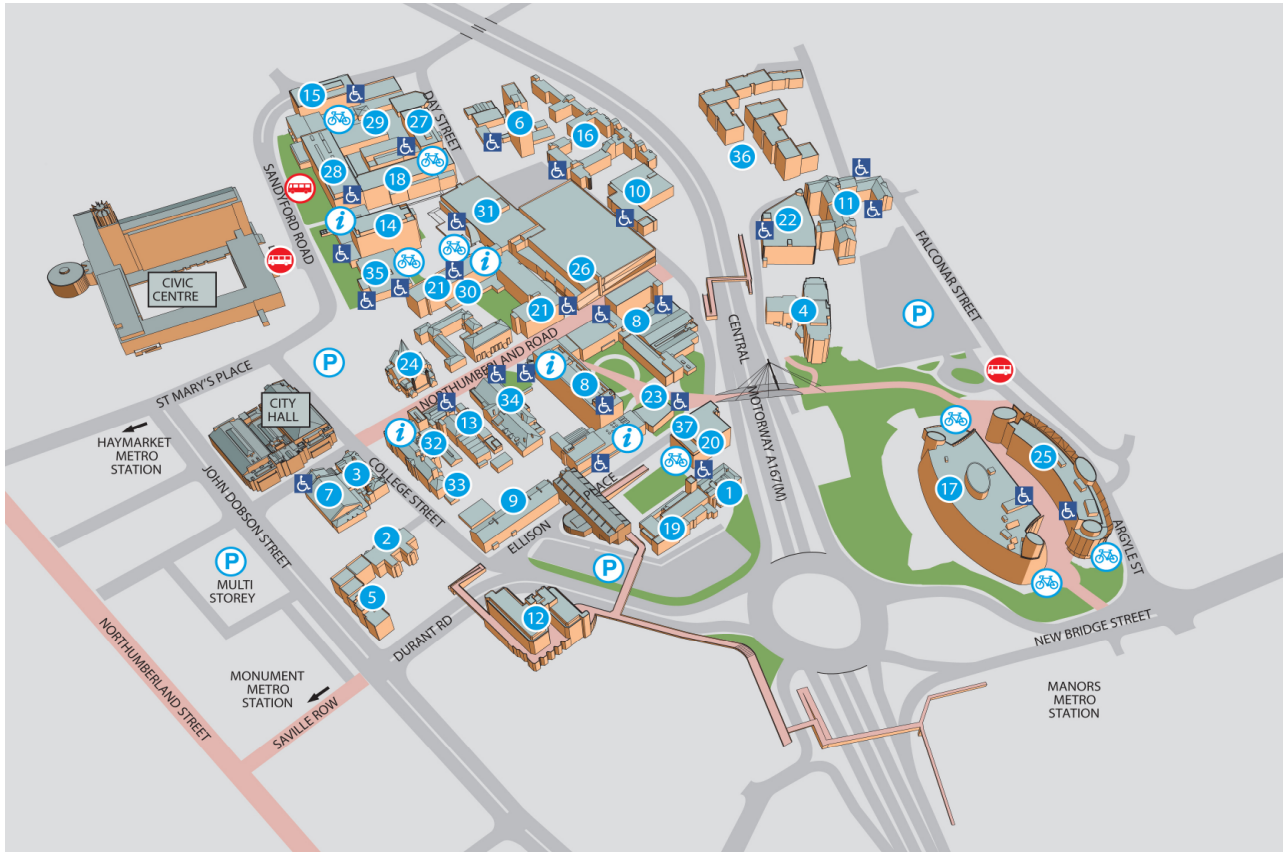 15
29
27
DAY STREET
6
16
36
28
18
10
11
SANDYFORD ROAD
i
14
31
22
FALCONAR STREET
CIVIC
CENTRE
35
i
21
30
26
21
8
4
P
CENTRAL
MOTORWAY A167(M)
P
24
NORTHUMBERLAND ROAD
i
8
ST MARY'S PLACE
CITY
HALL
34
23
HAYMARKET
METRO
STATION
i
32
13
i
37
20
25
3
7
COLLEGE STREET
33
9
ELLISON
PLACE
19
1
17
JOHN DOBSON STREET
2
P
MULTI
STOREY
5
P
12
ARGYLE ST
DURANT RD
NEW BRIDGE STREET
NORTHUMBERLAND STREET
MONUMENT
METRO
STATION
SAVILLE ROW
MANORS
METRO
STATION